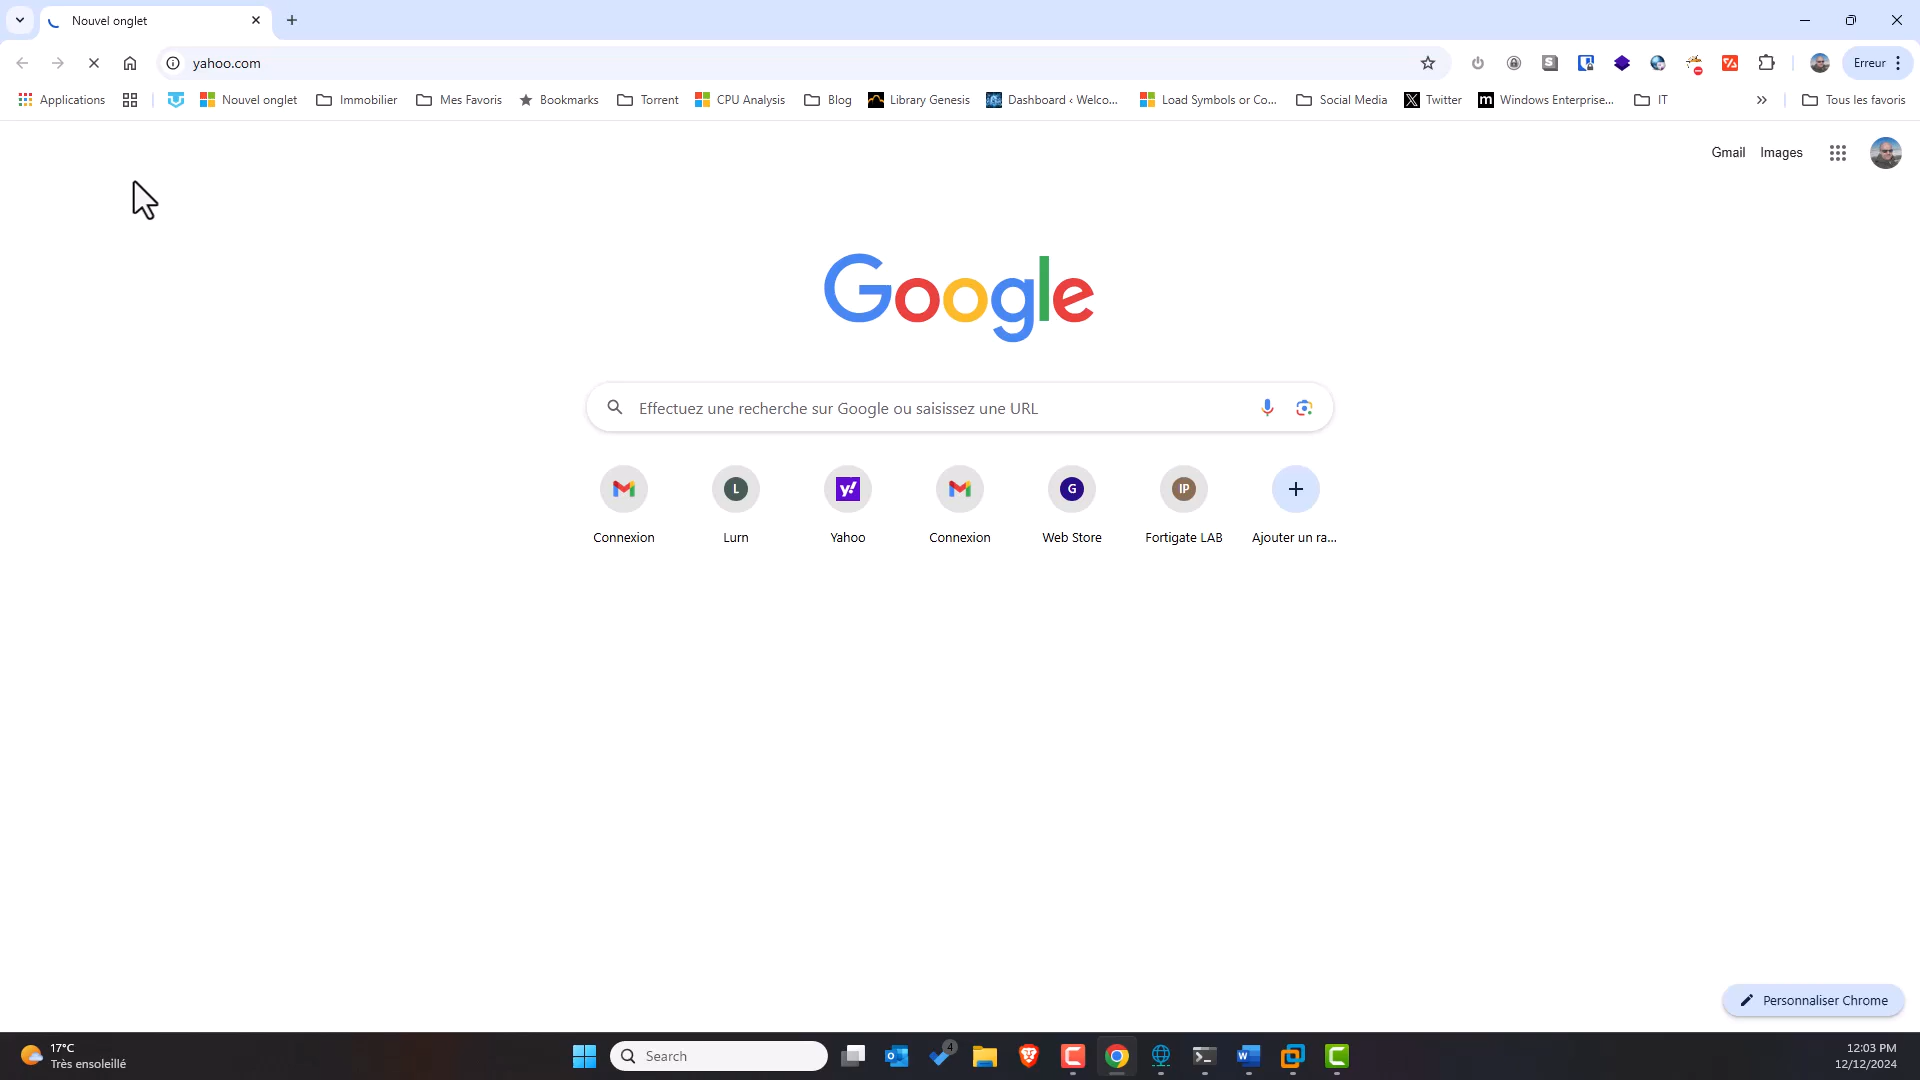 Nouvel onglet
yahoo.com
Erreur
Applications
Nouvel onglet
Immobilier
Mes Favoris
Bookmarks
Torrent
CPU Analysis
Blog
Library Genesis
Dashboard ‹ Welco...
Load Symbols or Co...
Social Media
Twitter
Windows Enterprise...
IT
Tous les favoris
Gmail Images
Google
Effectuez une recherche sur Google ou saisissez une URL
L
y!
G
IP
Connexion
Lurn
Yahoo
Connexion
Web Store
Fortigate LAB
Ajouter un ra...
Personnaliser Chrome
17°C
Très ensoleillé
Search
4
12:03 PM
12/12/2024